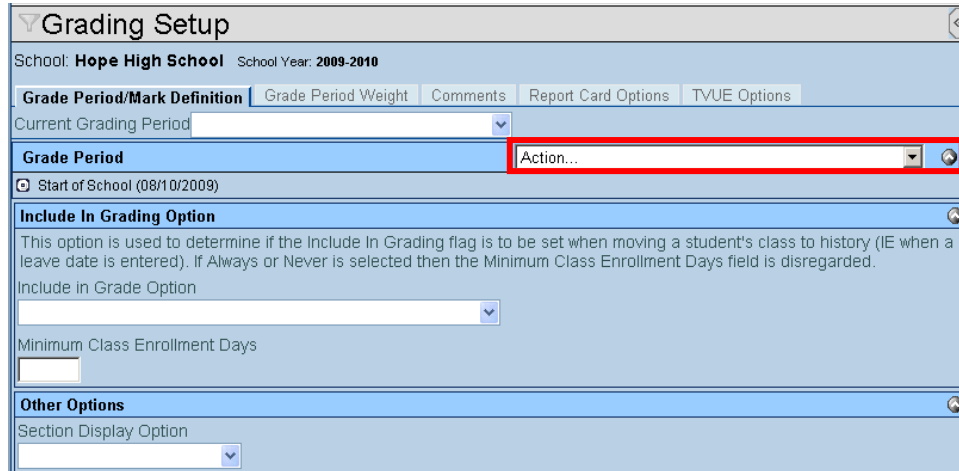 Grading Setup
School: Hope High School School Year: 2009-2010
Grade Period/Mark Definition Grade Period Weight Comments Report Card Options TVUE Options
Current Grading Period
Grade Period Action...
Start of School (08/10/2009)
Include In Grading Option
This option is used to determine if the Include In Grading flag is to be set when moving a student's class to history (IE when a
leave date is entered). If Always or Never is selected then the Minimum Class Enrollment Days field is disregarded.
Include in Grade Option
Minimum Class Enrollment Days
Other Options
Section Display Option